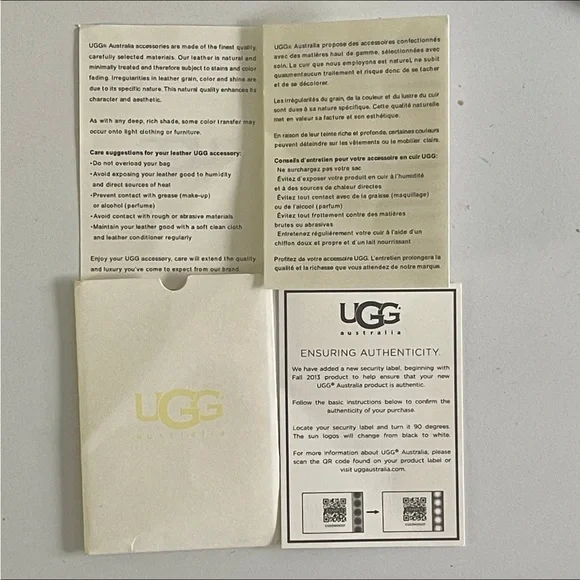 UGG® Australia accessories are made of the finest quality,
carefully selected materials. Our leather is natural and
minimally treated and therefore subject to stains and color
fading. Irregularities in leather grain, color and shine are
due to its specific nature. This natural quality enhances its
character and aesthetic.
As with any deep, rich shade, some color transfer may
occur onto light clothing or furniture.
Care suggestions for your leather UGG accessory:
•Do not overload your bag
•Avoid exposing your leather good to humidity
and direct sources of heat
•Prevent contact with grease (make-up)
or alcohol (perfume)
•Avoid contact with rough or abrasive materials
•Maintain your leather good with a soft clean cloth
and leather conditioner regularly
Enjoy your UGG accessory, care will extend the quality
and luxury you've come to expect from our brand.
UGG® Australia propose des accessoires confectionnés
avec des matières haut de gamme, sélectionnées avec
soin. Le cuir que nous employons est naturel, ne subit
quasment aucun traitement et risque donc de se tacher
et de se décolorer.
Les irrégularités du grain, de la couleur et du lustre du cuir
sont dues à sa nature spécifique. Cette qualité naturelle
met en valeur sa facture et son esthétique.
En raison de leur teinte riche et profonde, certaines couleurs
peuvent déteindre sur les vêtements ou le mobilier clairs.
Conseils d'entretien pour votre accessoire en cuir UGG:
Ne surchargez pas votre sac
Évitez d'exposer votre produit en cuir à l'humidité
et à des sources de chaleur directes
Évitez tout contact avec de la graisse (maquillage)
ou de l'alcool (parfum)
Évitez tout frottement contre des matières
brutes ou abrasives
Entretenez régulièrement votre cuir à l'aide d'un
chiffon doux et propre et d'un lait nourrissant
Profitez de votre accessoire UGG. L'entretien prolongera la
qualité et la richesse que vous attendez de notre marque.
UGG
australia
UGG®
australia
ENSURING AUTHENTICITY.
We have added a new security label, beginning with
Fall 2013 product to help ensure that your new
UGG® Australia product is authentic.
Follow the basic instructions below to confirm the
authenticity of your purchase.
Locate your security label and turn it 90 degrees.
The sun logos will change from black to white.
For more information about UGG® Australia, please
scan the QR code found on your product label or
visit uggaustralia.com.